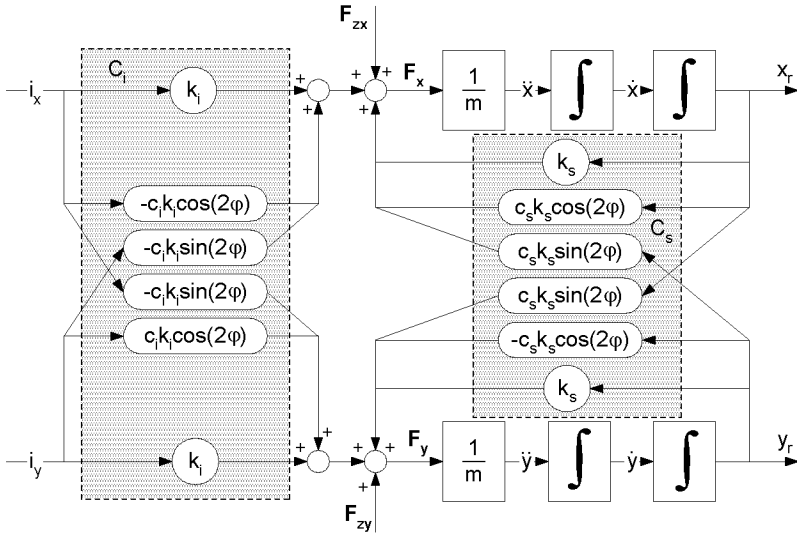 F_zx
C_i
i_x
k_i
+
+
+
+
+
F_x
1/m
ẍ
∫
ẋ
∫
x_r
k_s
-c_ik_icos(2φ)
c_sk_scos(2φ)
C_s
-c_ik_isin(2φ)
c_sk_ssin(2φ)
-c_ik_isin(2φ)
c_sk_ssin(2φ)
c_ik_icos(2φ)
-c_sk_scos(2φ)
k_s
i_y
k_i
+
+
+
+
+
F_y
1/m
ÿ
∫
ẏ
∫
y_r
F_zy